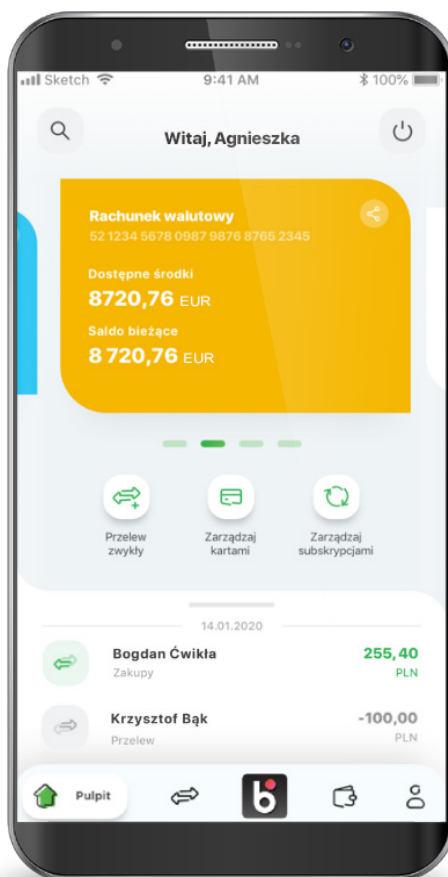 Sketch 9:41 AM 100%
Witaj, Agnieszka
Rachunek walutowy
52 1234 5678 0987 9876 8765 2345
Dostępne środki
8720,76 EUR
Saldo bieżące
8 720,76 EUR
Przelew zwykły
Zarządzaj kartami
Zarządzaj subskrypcjami
14.01.2020
Bogdan Ćwikła 255,40
Zakupy PLN
Krzysztof Bąk -100,00
Przelew PLN
Pulpit
b